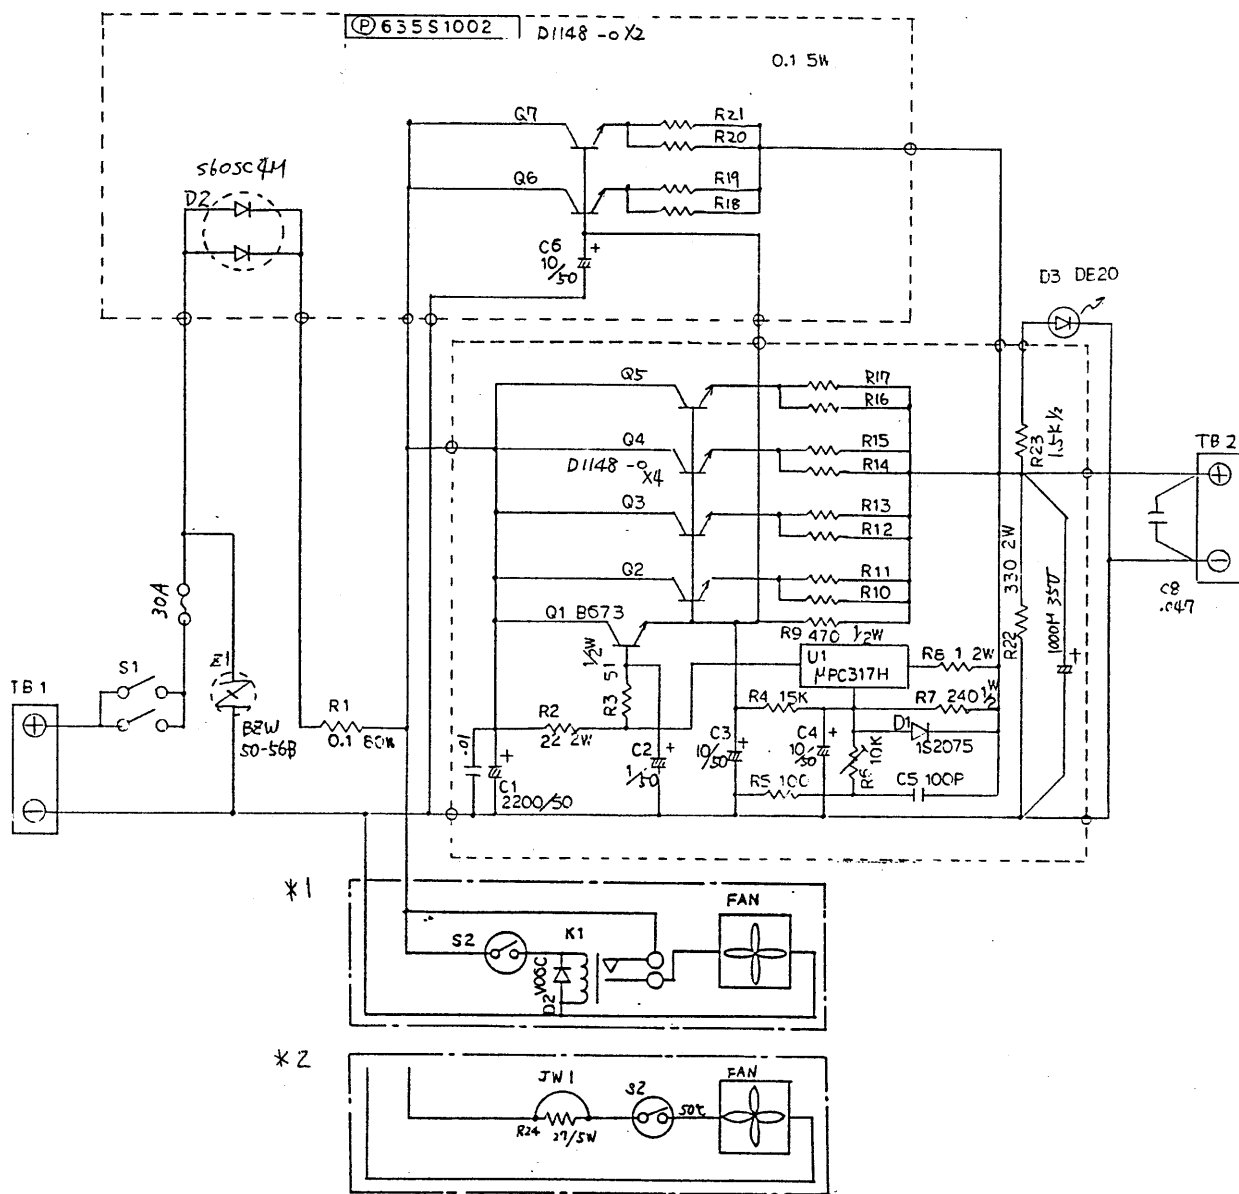 Ⓟ635S1002
D1148 -o X2
0.1 5W
Q7
R21
R20
S60SC4M
D2
Q6
R19
R18
C6
10/50
+
D3 DE20
Q5
R17
R16
Q4
R15
D1148 -o X4
R14
R23
1.5K ½
TB 2
+
Q3
R13
R12
Q2
R11
R10
330 2W
R22
1000M 35V
+
−
C8
.047
30A
Q1 B673
R9 470 ½W
½W
51
R3
U1
μPC317H
R8 1 2W
S1
Z1
TB 1
+
BZW
50-56B
R1
0.1 60W
R2
22 2W
R4 15K
R7 240 ½W
D1
1S2075
.01
+
C1
2200/50
C2
+
1/50
C3
10/50
+
C4
10/50
+
R6 10K
R5 100
C5 100P
−
*1
FAN
S2
K1
V06C
D2
*2
JW1
FAN
R24
27/5W
S2
50℃